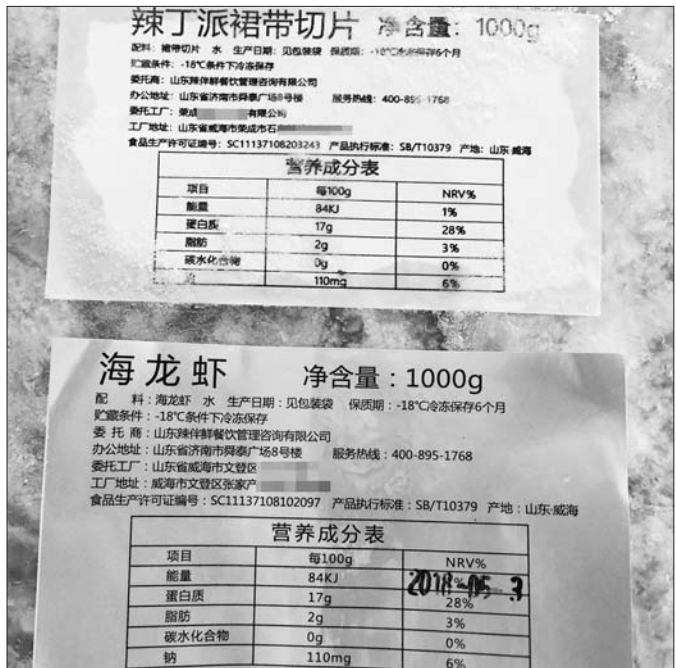 辣丁派裙带切片 净含量：1000g
配料：裙带切片 水 生产日期：见包装袋 保质期：-18℃冷冻保存6个月
贮藏条件：-18℃条件下冷冻保存
委托商：山东辣伴鲜餐饮管理咨询有限公司
办公地址：山东省济南市舜泰广场8号楼 服务热线：400-895-1768
委托工厂：荣成 有限公司
工厂地址：山东省威海市荣成市石
食品生产许可证编号：SC11137108203243 产品执行标准：SB/T10379 产地：山东·威海
营养成分表
项目 每100g NRV%
能量 84KJ 1%
蛋白质 17g 28%
脂肪 2g 3%
碳水化合物 0g 0%
110mg 6%
海龙虾 净含量：1000g
配 料：海龙虾 水 生产日期：见包装袋 保质期：-18℃冷冻保存6个月
贮藏条件：-18℃条件下冷冻保存
委 托 商：山东辣伴鲜餐饮管理咨询有限公司
办公地址：山东省济南市舜泰广场8号楼 服务热线：400-895-1768
委托工厂：山东省威海市文登区
工厂地址：威海市文登区张家产
食品生产许可证编号：SC11137108102097 产品执行标准：SB/T10379 产地：山东·威海
营养成分表
项目 每100g NRV%
能量 84KJ %
蛋白质 17g 28%
脂肪 2g 3%
碳水化合物 0g 0%
钠 110mg 6%